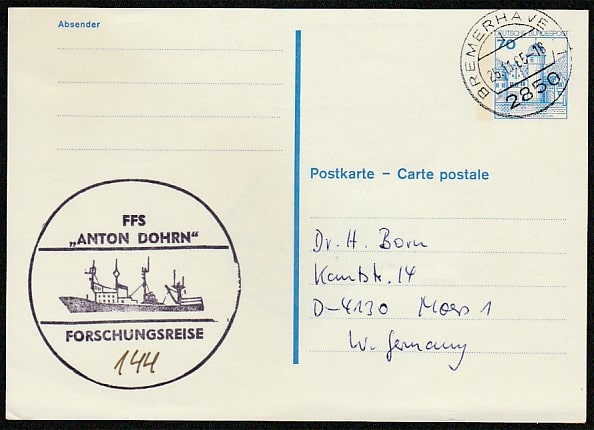 Absender
70
DEUTSCHE BUNDESPOST
BREMERHAVEN 1
2850
Postkarte – Carte postale
FFS
„ANTON DOHRN“
FORSCHUNGSREISE
144
Dr. H. Born
Kantstr. 14
D-4130 Moers 1
W. Germany